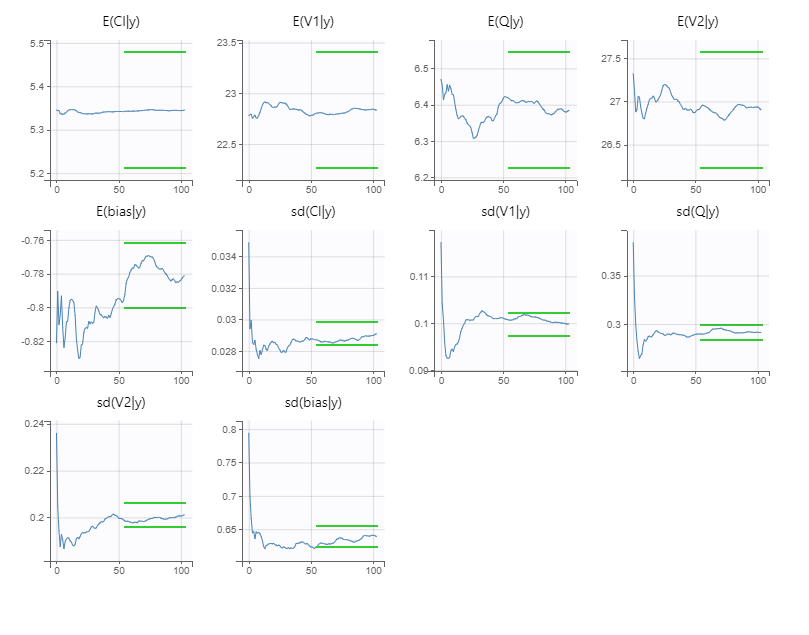 E(Cl|y) E(V1|y) E(Q|y) E(V2|y)
5.5 5.4 5.3 5.2
0 50 100
23.5 23 22.5
0 50 100
6.5 6.4 6.3 6.2
0 50 100
27.5 27 26.5
0 50 100
E(bias|y) sd(Cl|y) sd(V1|y) sd(Q|y)
-0.76 -0.78 -0.8 -0.82
0 50 100
0.034 0.032 0.03 0.028
0 50 100
0.11 0.1 0.09
0 50 100
0.35 0.3
0 50 100
sd(V2|y) sd(bias|y)
0.24 0.22 0.2
0 50 100
0.8 0.75 0.7 0.65
0 50 100